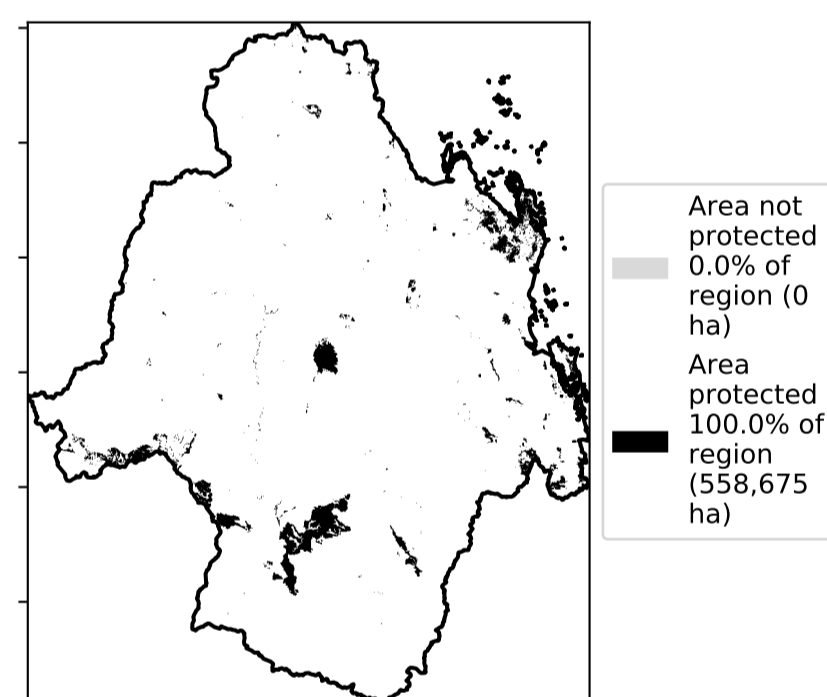 Area not
protected
0.0% of
region (0
ha)
Area
protected
100.0% of
region
(558,675
ha)